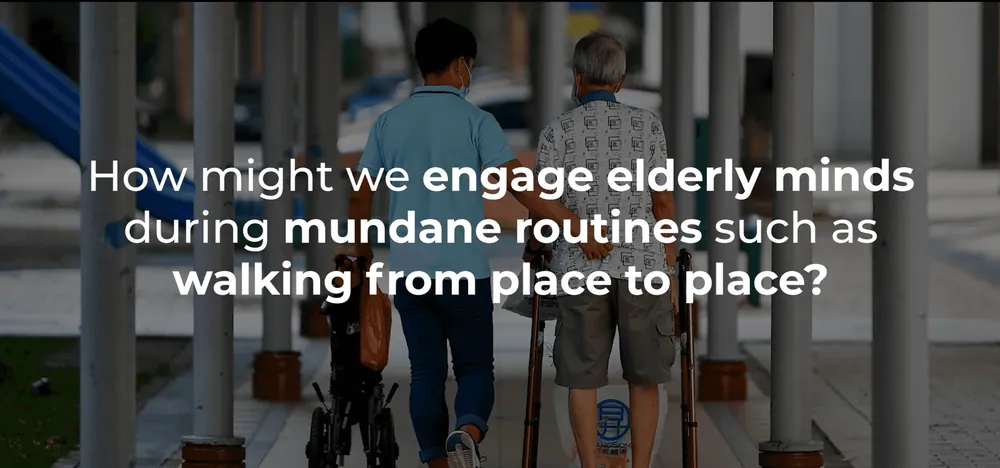 How might we engage elderly minds
during mundane routines such as
walking from place to place?